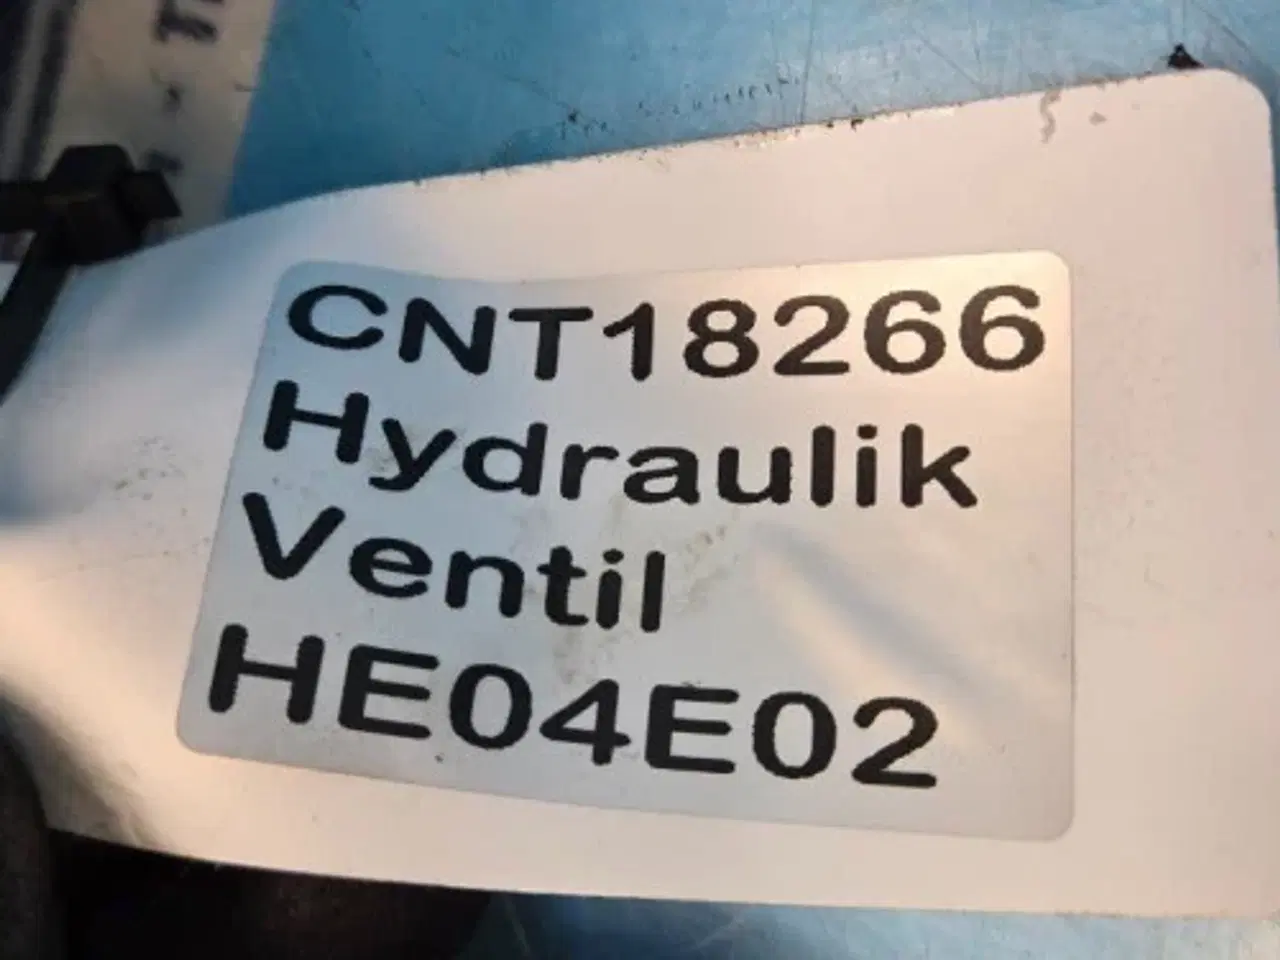 CNT18266
Hydraulik
Ventil
HE04E02